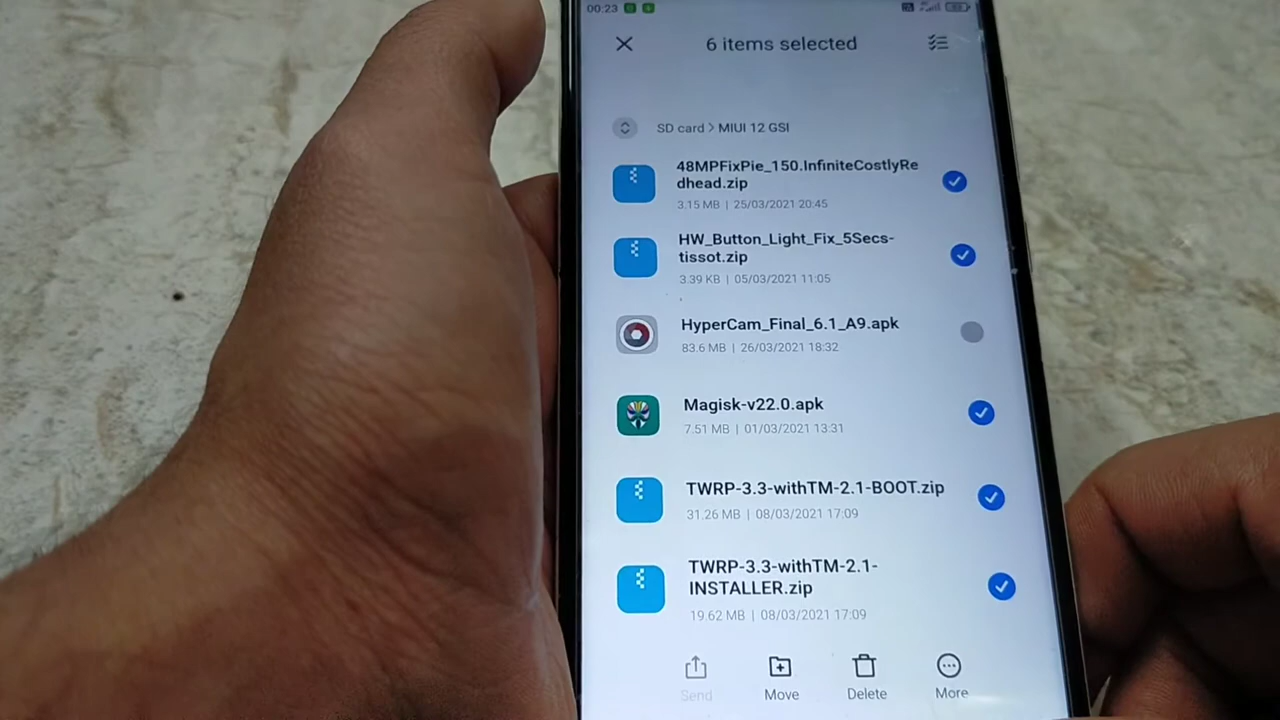 00:23
6 items selected
SD card > MIUI 12 GSI
48MPFixPie_150.InfiniteCostlyRe
dhead.zip
3.15 MB | 25/03/2021 20:45
HW_Button_Light_Fix_5Secs-
tissot.zip
3.39 KB | 05/03/2021 11:05
HyperCam_Final_6.1_A9.apk
83.6 MB | 26/03/2021 18:32
Magisk-v22.0.apk
7.51 MB | 01/03/2021 13:31
TWRP-3.3-withTM-2.1-BOOT.zip
31.26 MB | 08/03/2021 17:09
TWRP-3.3-withTM-2.1-
INSTALLER.zip
19.62 MB | 08/03/2021 17:09
Send Move Delete More